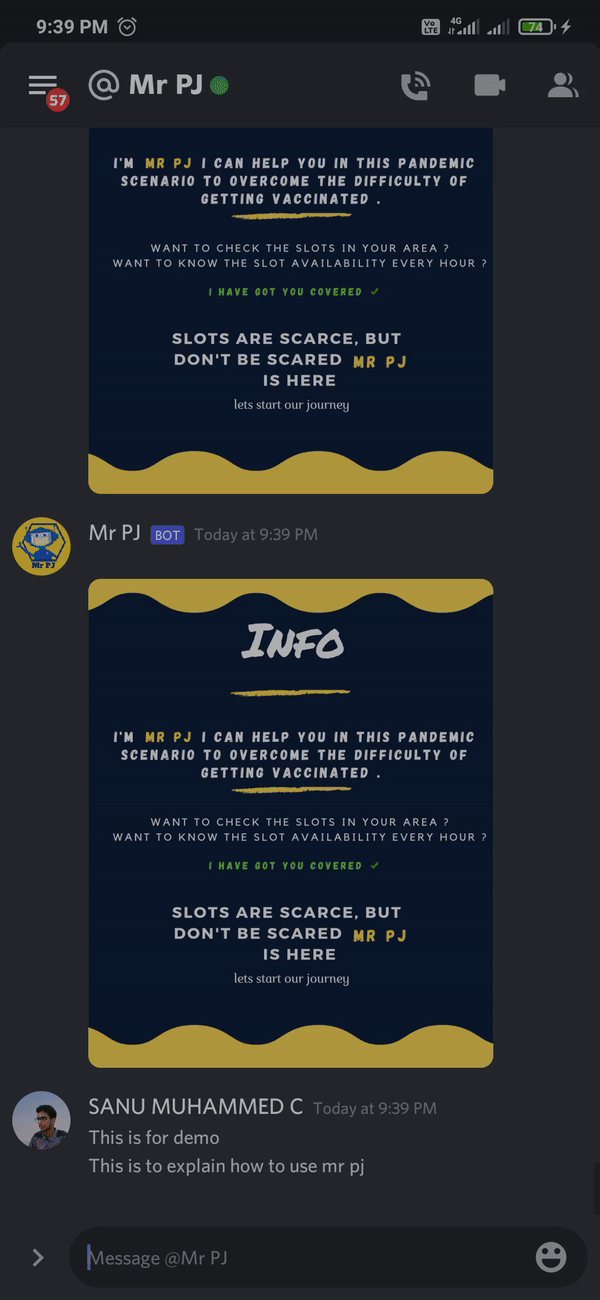 9:39 PM Vo LTE 4G 74
57 @ Mr PJ
I'M MR PJ I CAN HELP YOU IN THIS PANDEMIC
SCENARIO TO OVERCOME THE DIFFICULTY OF
GETTING VACCINATED .
WANT TO CHECK THE SLOTS IN YOUR AREA ?
WANT TO KNOW THE SLOT AVAILABILITY EVERY HOUR ?
I HAVE GOT YOU COVERED ✓
SLOTS ARE SCARCE, BUT
DON'T BE SCARED MR PJ
IS HERE
lets start our journey
Mr PJ BOT Today at 9:39 PM
Mr PJ
INFO
I'M MR PJ I CAN HELP YOU IN THIS PANDEMIC
SCENARIO TO OVERCOME THE DIFFICULTY OF
GETTING VACCINATED .
WANT TO CHECK THE SLOTS IN YOUR AREA ?
WANT TO KNOW THE SLOT AVAILABILITY EVERY HOUR ?
I HAVE GOT YOU COVERED ✓
SLOTS ARE SCARCE, BUT
DON'T BE SCARED MR PJ
IS HERE
lets start our journey
SANU MUHAMMED C Today at 9:39 PM
This is for demo
This is to explain how to use mr pj
Message @Mr PJ